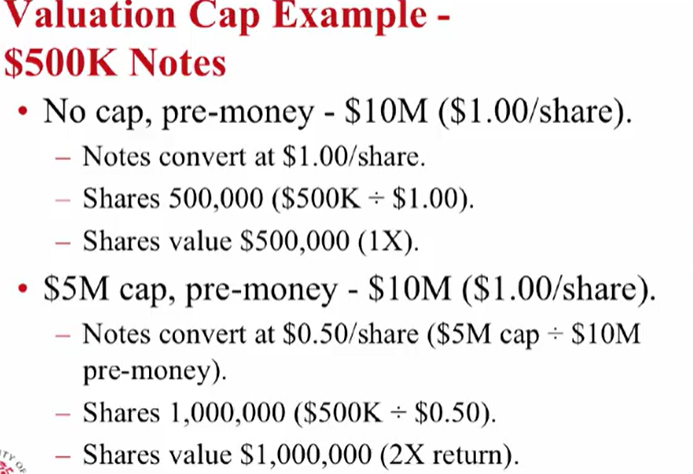 Valuation Cap Example -
$500K Notes
• No cap, pre-money - $10M ($1.00/share).
– Notes convert at $1.00/share.
– Shares 500,000 ($500K ÷ $1.00).
– Shares value $500,000 (1X).
• $5M cap, pre-money - $10M ($1.00/share).
– Notes convert at $0.50/share ($5M cap ÷ $10M
pre-money).
– Shares 1,000,000 ($500K ÷ $0.50).
– Shares value $1,000,000 (2X return).